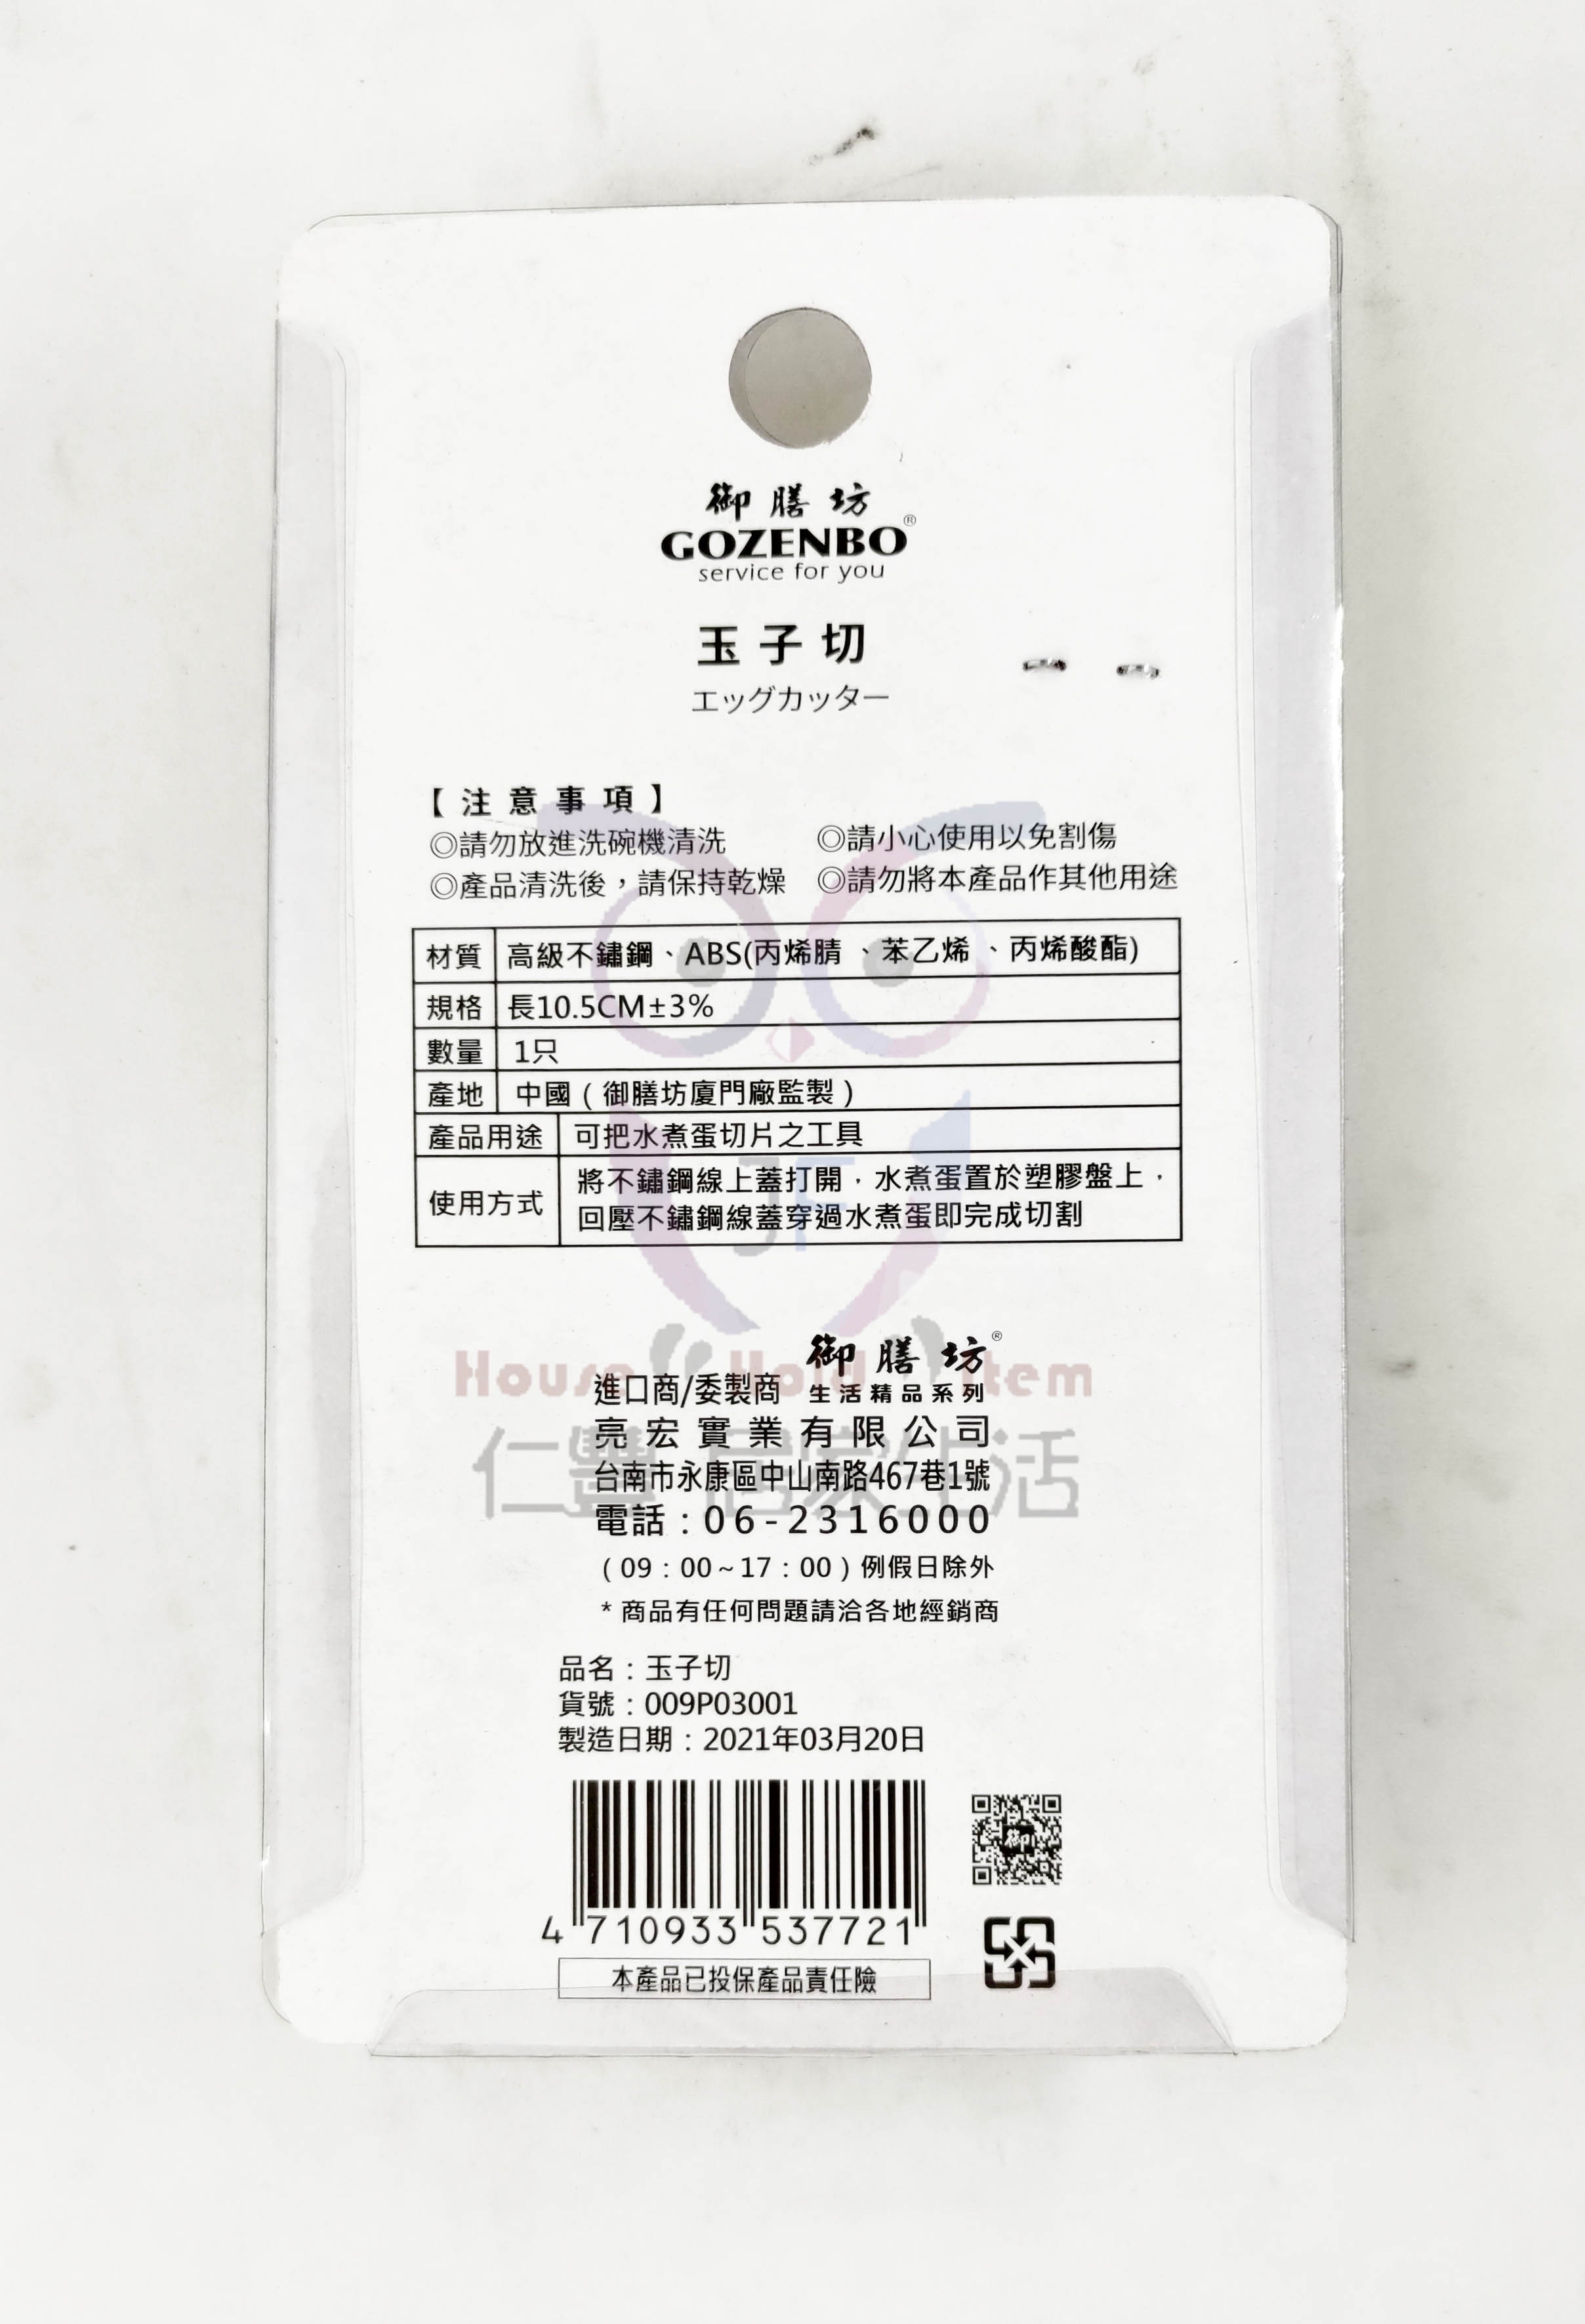 御膳坊
GOZENBO®
service for you
玉子切
エッグカッター
【注意事項】
◎請勿放進洗碗機清洗 ◎請小心使用以免割傷
◎產品清洗後，請保持乾燥 ◎請勿將本產品作其他用途
材質 高級不鏽鋼、ABS(丙烯腈、苯乙烯、丙烯酸酯)
規格 長10.5CM±3%
數量 1只
產地 中國(御膳坊廈門廠監製)
產品用途 可把水煮蛋切片之工具
使用方式 將不鏽鋼線上蓋打開，水煮蛋置於塑膠盤上，
回壓不鏽鋼線蓋穿過水煮蛋即完成切割
JF
House Hold Item
仁豐 居家生活
御膳坊®
進口商/委製商 生活精品系列
亮宏實業有限公司
台南市永康區中山南路467巷1號
電話：06-2316000
(09：00~17：00)例假日除外
*商品有任何問題請洽各地經銷商
品名：玉子切
貨號：009P03001
製造日期：2021年03月20日
御
4 710933 537721
本產品已投保產品責任險